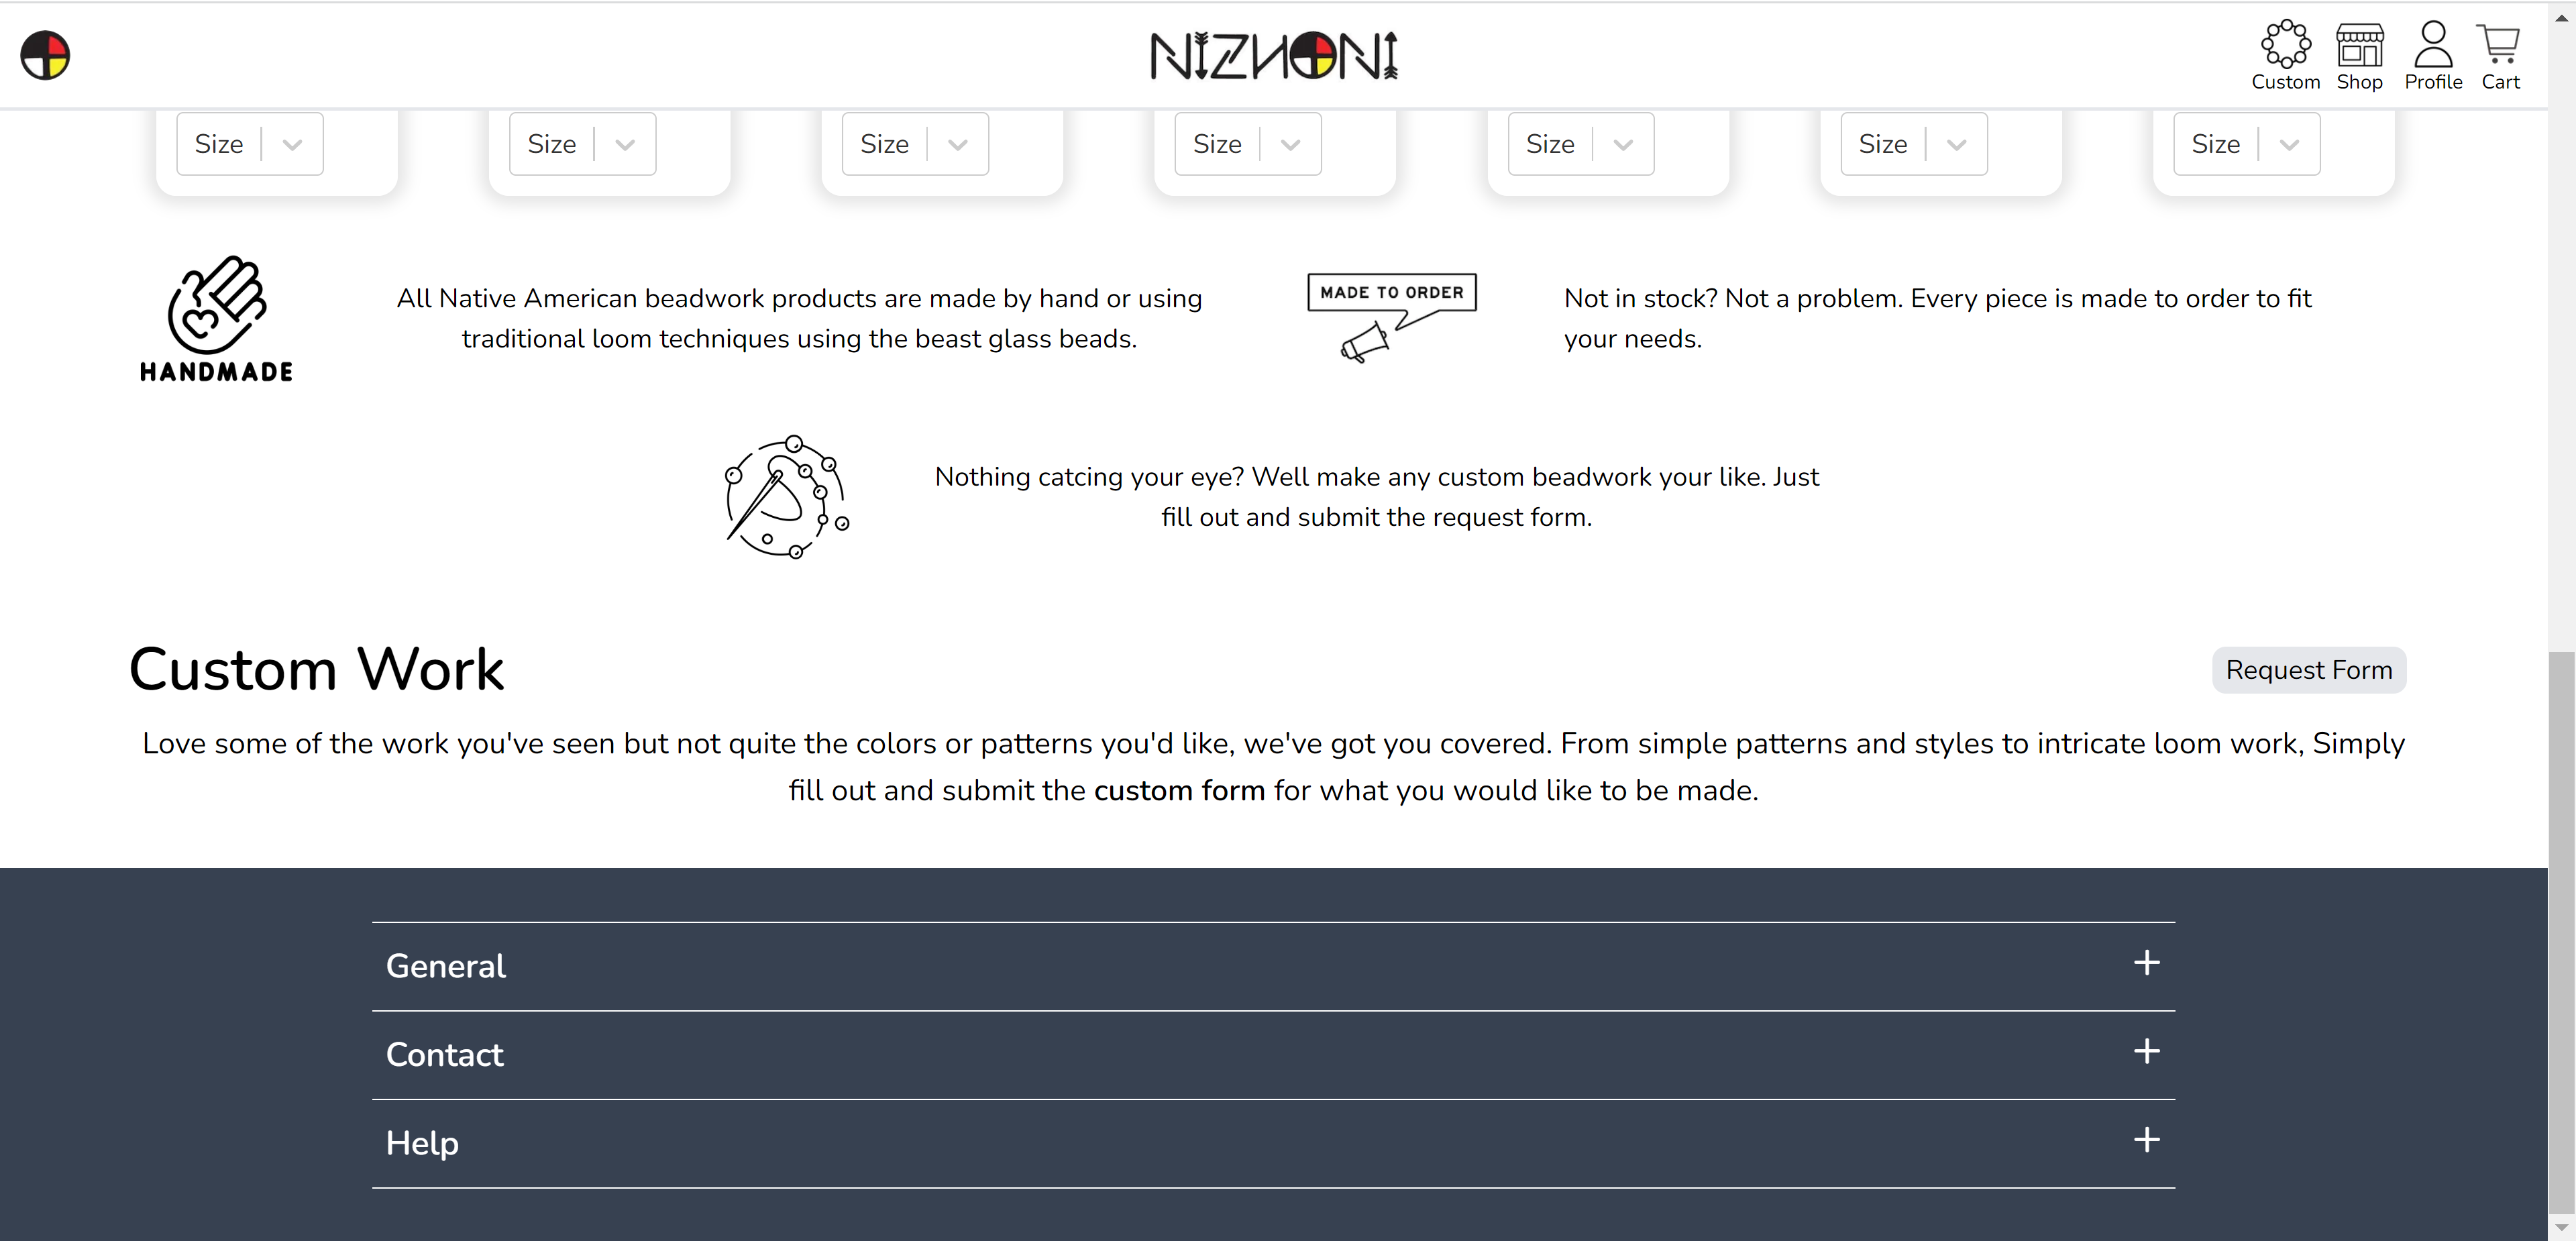 NIZHONI
Custom Shop Profile Cart
Size Size Size Size Size Size Size
All Native American beadwork products are made by hand or using
traditional loom techniques using the beast glass beads.
HANDMADE
MADE TO ORDER
Not in stock? Not a problem. Every piece is made to order to fit
your needs.
Nothing catcing your eye? Well make any custom beadwork your like. Just
fill out and submit the request form.
Custom Work
Request Form
Love some of the work you've seen but not quite the colors or patterns you'd like, we've got you covered. From simple patterns and styles to intricate loom work, Simply
fill out and submit the custom form for what you would like to be made.
General
Contact
Help